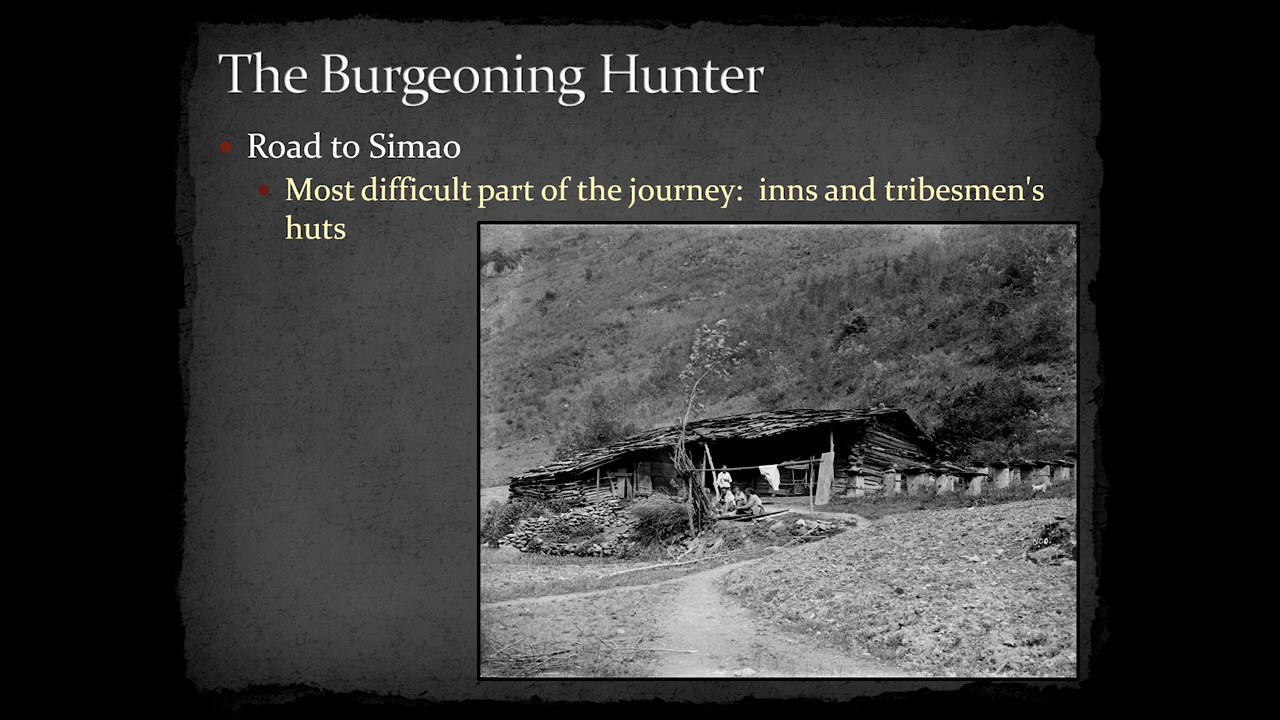 The Burgeoning Hunter
Road to Simao
Most difficult part of the journey:  inns and tribesmen's
huts